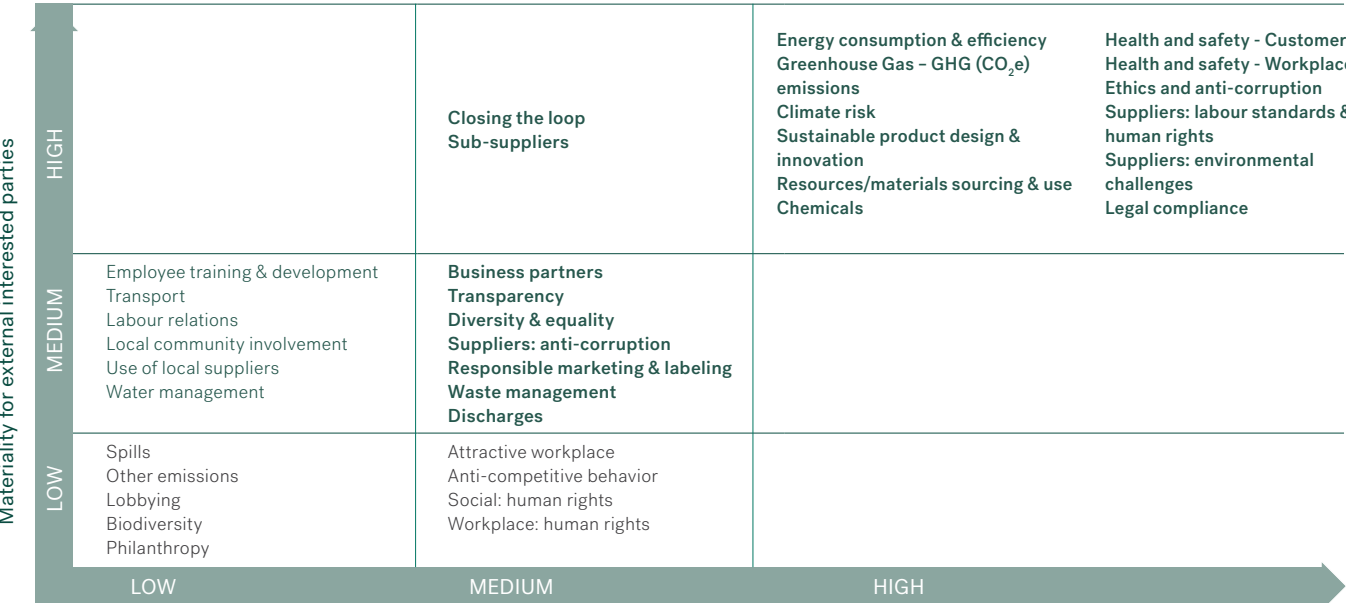 Materiality for external interested parties
HIGH
Closing the loop
Sub-suppliers
Energy consumption & efficiency
Greenhouse Gas – GHG (CO₂e)
emissions
Climate risk
Sustainable product design &
innovation
Resources/materials sourcing & use
Chemicals
Health and safety - Customer
Health and safety - Workplace
Ethics and anti-corruption
Suppliers: labour standards &
human rights
Suppliers: environmental
challenges
Legal compliance
MEDIUM
Employee training & development
Transport
Labour relations
Local community involvement
Use of local suppliers
Water management
Business partners
Transparency
Diversity & equality
Suppliers: anti-corruption
Responsible marketing & labeling
Waste management
Discharges
LOW
Spills
Other emissions
Lobbying
Biodiversity
Philanthropy
Attractive workplace
Anti-competitive behavior
Social: human rights
Workplace: human rights
LOW
MEDIUM
HIGH